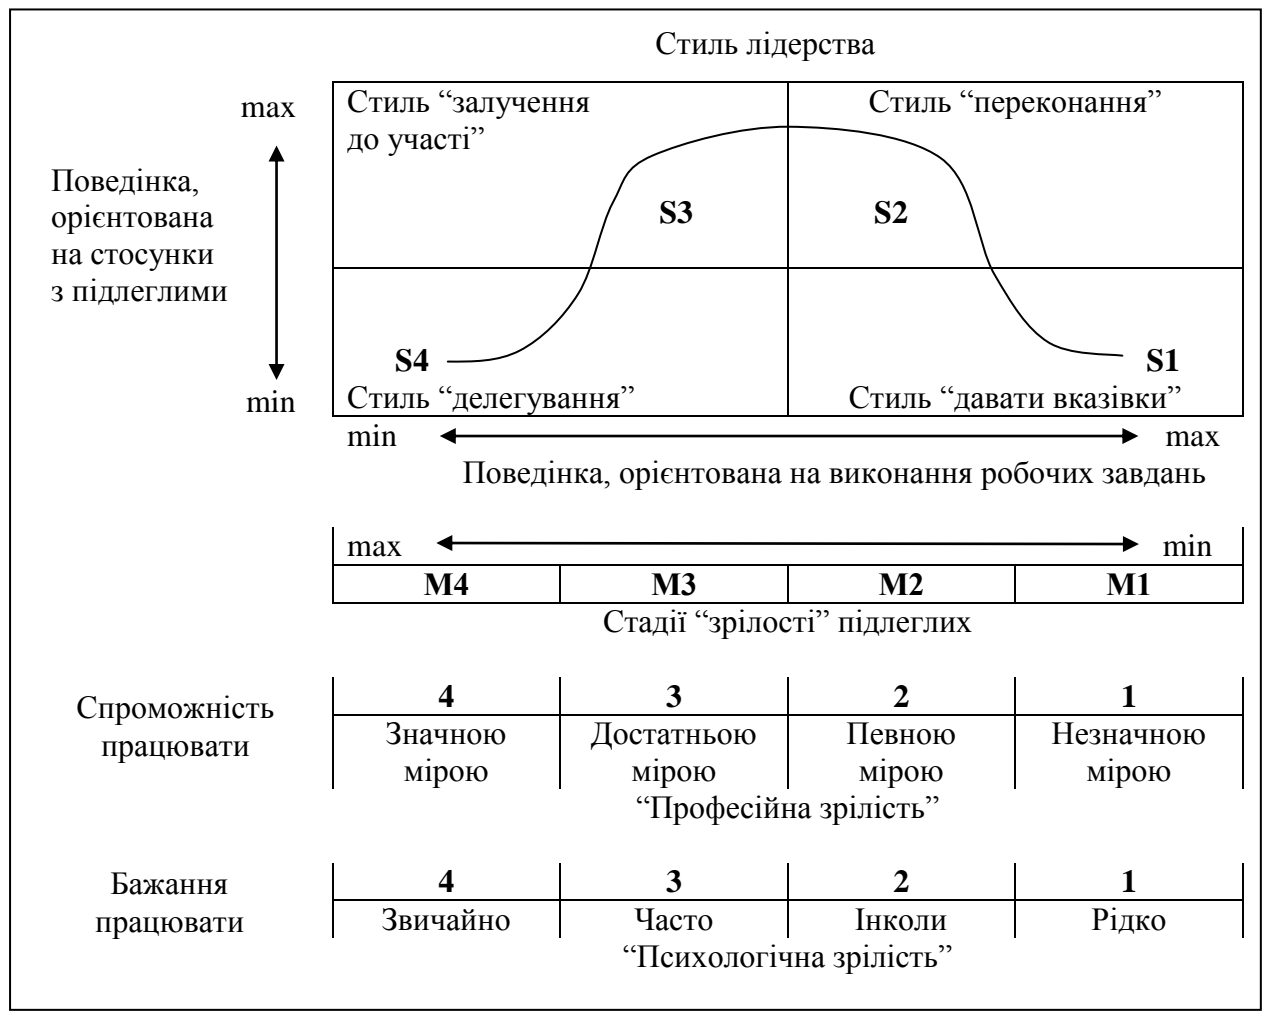 Стиль лідерства
max
Стиль “залучення
до участі”
Стиль “переконання”
Поведінка,
орієнтована
на стосунки
з підлеглими
S3
S2
S4
S1
min
Стиль “делегування”
Стиль “давати вказівки”
min
max
Поведінка, орієнтована на виконання робочих завдань
max
min
M4
M3
M2
M1
Стадії “зрілості” підлеглих
Спроможність
працювати
4
3
2
1
Значною
мірою
Достатньою
мірою
Певною
мірою
Незначною
мірою
“Професійна зрілість”
Бажання
працювати
4
3
2
1
Звичайно
Часто
Інколи
Рідко
“Психологічна зрілість”